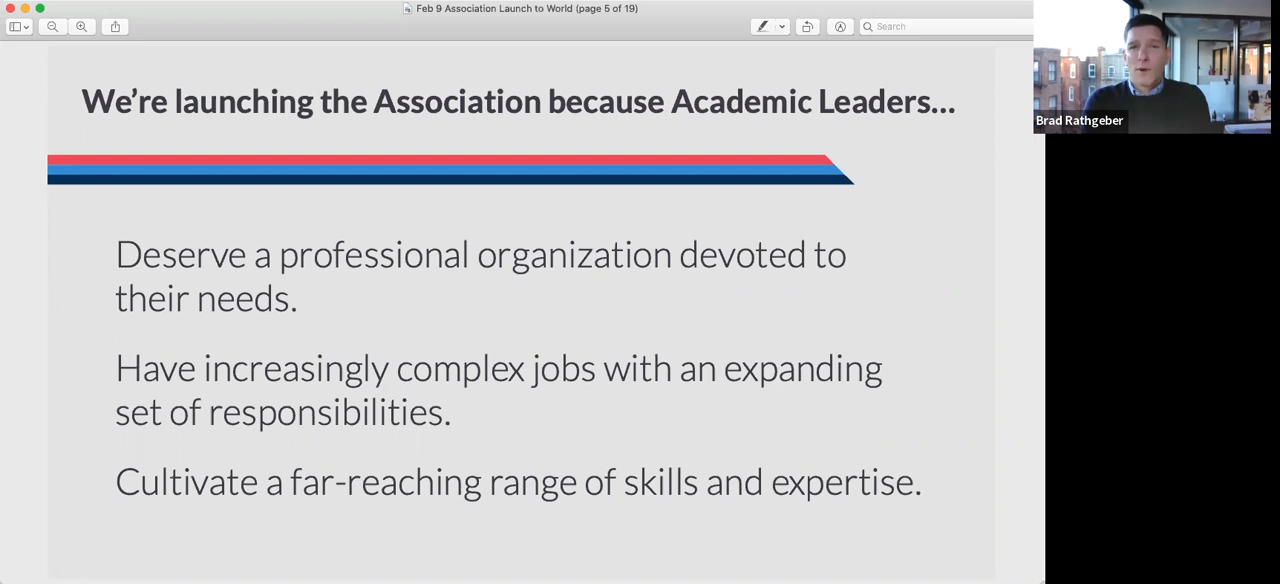 Feb 9 Association Launch to World (page 5 of 19)
Search
Brad Rathgeber
We’re launching the Association because Academic Leaders...
Deserve a professional organization devoted to
their needs.
Have increasingly complex jobs with an expanding
set of responsibilities.
Cultivate a far-reaching range of skills and expertise.